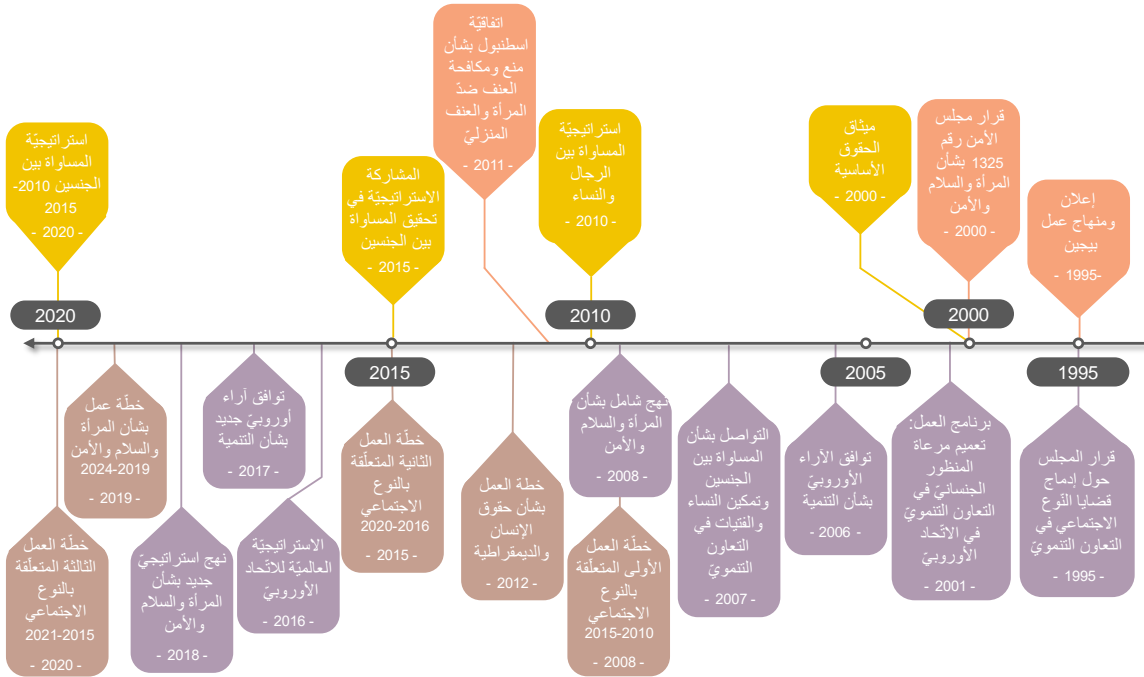 إعلان
ومنهاج عمل
بيجين
- 1995-
قرار مجلس
الأمن رقم
1325 بشأن
المرأة والسلام
والأمن
- 2000 -
ميثاق
الحقوق
الأساسية
-2000 -
استراتيجيّة
المساواة بين
الرجال
والنساء
- 2010 -
اتفاقيّة
اسطنبول بشأن
منع ومكافحة
العنف ضدّ
المرأة والعنف
المنزليّ
- 2011 -
المشاركة
الاستراتيجيّة في
تحقيق المساواة
بين الجنسين
- 2015 -
استراتيجيّة
المساواة بين
الجنسين 2010-
2015
- 2020 -
1995
2000
2005
2010
2015
2020
قرار المجلس
حول إدماج
قضايا النّوع
الاجتماعي في
التعاون التنمويّ
- 1995 -
برنامج العمل:
تعميم مرعاة
المنظور
الجنسانيّ في
التعاون التنمويّ
في الاتّحاد
الأوروبيّ
- 2001 -
توافق الآراء
الأوروبيّ
بشأن التنمية
- 2006 -
التواصل بشأن
المساواة بين
الجنسين
وتمكين النساء
والفتيات في
التعاون
التنمويّ
- 2007 -
نهج شامل بشأن
المرأة والسلام
والأمن
- 2008 -
خطّة العمل
الأولى المتعلّقة
بالنوع
الاجتماعي
2015-2010
- 2008 -
خطة العمل
بشأن حقوق
الإنسان
والديمقراطية
- 2012 -
خطّة العمل
الثانية المتعلّقة
بالنوع
الاجتماعي
2020-2016
- 2015 -
الاستراتيجيّة
العالميّة للاتّحاد
الأوروبيّ
- 2016 -
توافق آراء
أوروبيّ جديد
بشأن التنمية
- 2017 -
نهج استراتيجيّ
جديد بشأن
المرأة والسلام
والأمن
- 2018 -
خطّة عمل
بشأن المرأة
والسلام والأمن
2024-2019
- 2019 -
خطّة العمل
الثالثة المتعلّقة
بالنوع
الاجتماعي
2021-2015
- 2020 -